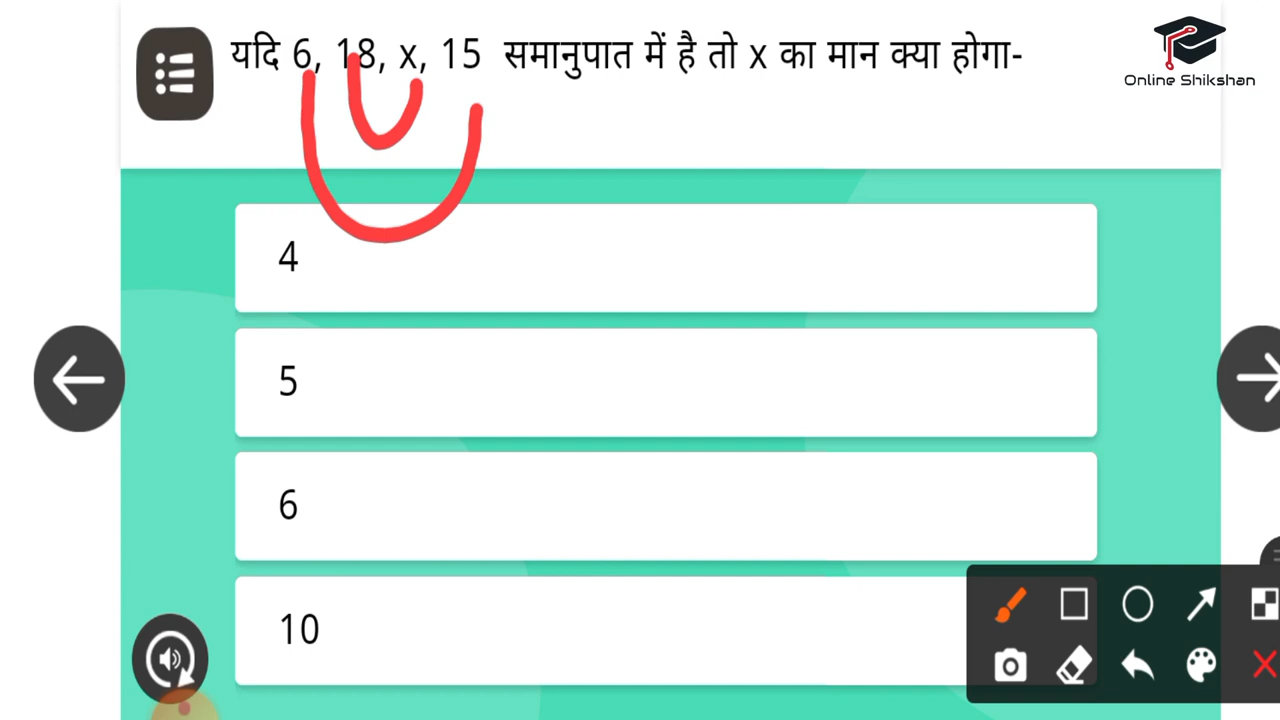 यदि 6, 18, x, 15 समानुपात में है तो x का मान क्या होगा-
Online Shikshan
4
5
6
10